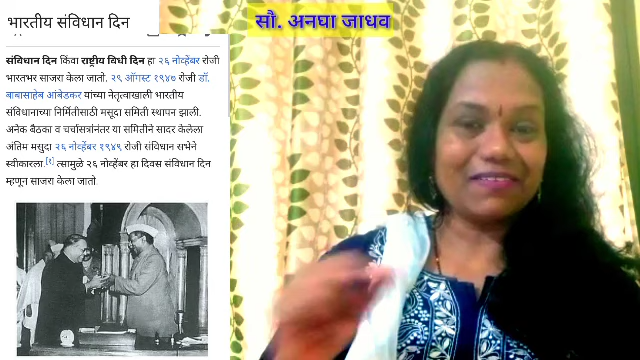 भारतीय संविधान दिन
सौ. अनघा जाधव
संविधान दिन किंवा राष्ट्रीय विधी दिन हा २६ नोव्हेंबर रोजी
भारतभर साजरा केला जातो. २९ ऑगस्ट १९४७ रोजी डॉ.
बाबासाहेब आंबेडकर यांच्या नेतृत्वाखाली भारतीय
संविधानाच्या निर्मितीसाठी मसूदा समिती स्थापन झाली.
अनेक बैठका व चर्चासत्रांनंतर या समितीने सादर केलेला
अंतिम मसुदा २६ नोव्हेंबर १९४९ रोजी संविधान सभेने
स्वीकारला.[१] त्यामुळे २६ नोव्हेंबर हा दिवस संविधान दिन
म्हणून साजरा केला जातो